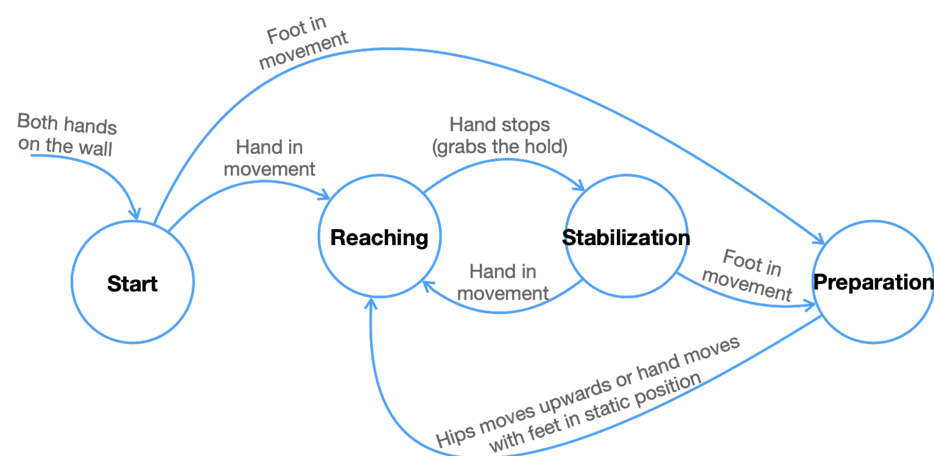 Foot in
movement
Both hands
on the wall
Hand in
movement
Hand stops
(grabs the hold)
Start
Reaching
Stabilization
Preparation
Hand in
movement
Foot in
movement
Hips moves upwards or hand moves
with feet in static position